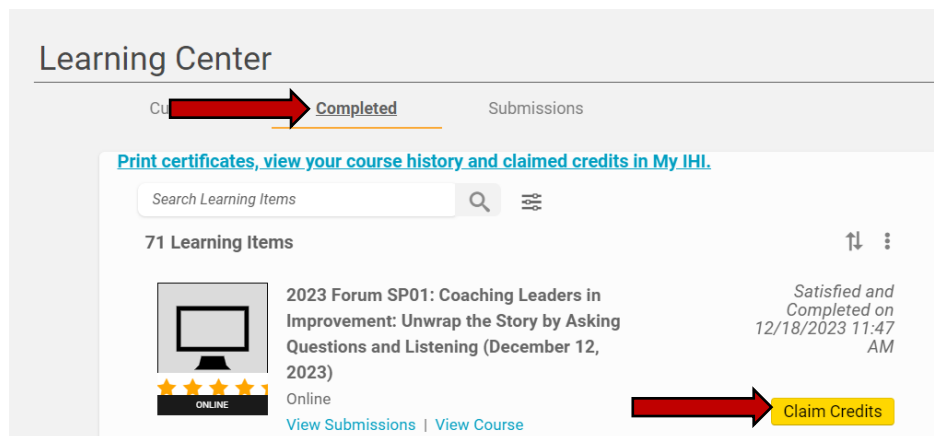 Learning Center
Cu
Completed
Submissions
Print certificates, view your course history and claimed credits in My IHI.
Search Learning Items
71 Learning Items
2023 Forum SP01: Coaching Leaders in
Improvement: Unwrap the Story by Asking
Questions and Listening (December 12,
2023)
Online
View Submissions | View Course
ONLINE
Satisfied and
Completed on
12/18/2023 11:47
AM
Claim Credits